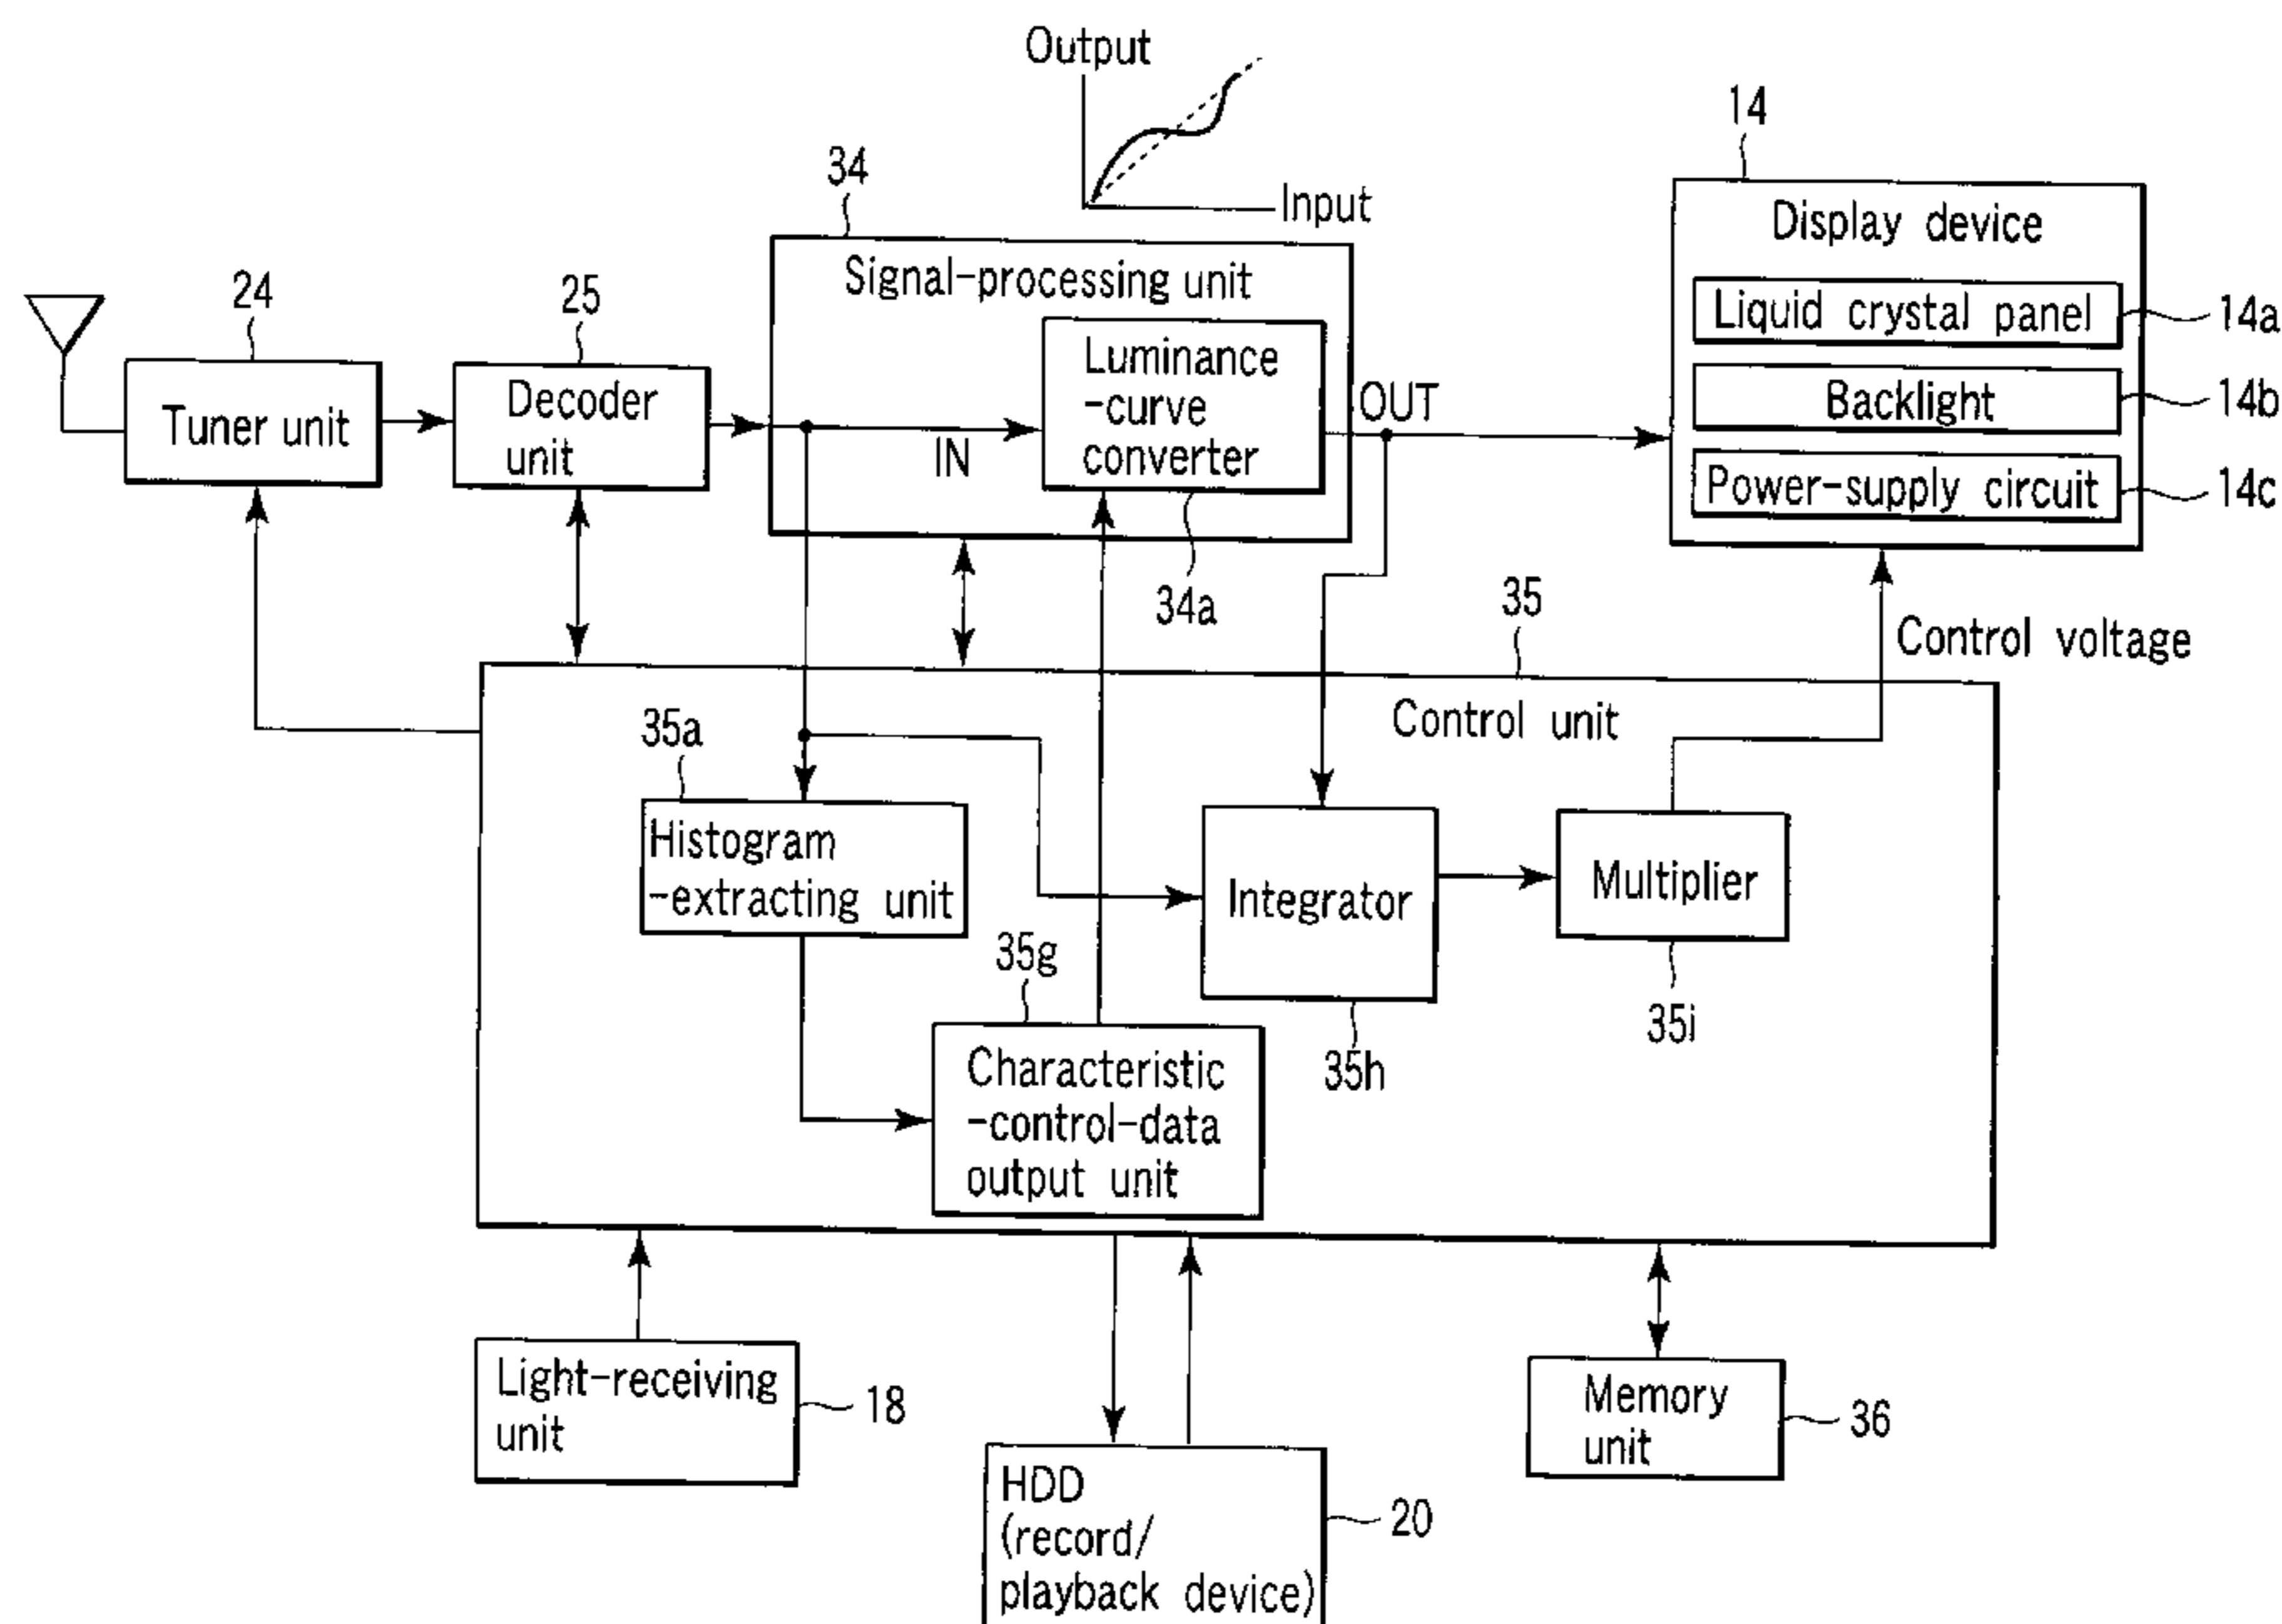 Output
Input
34
Signal-processing unit
Luminance
-curve
converter
34a
IN
OUT
24
Tuner unit
25
Decoder
unit
14
Display device
Liquid crystal panel
14a
Backlight
14b
Power-supply circuit
14c
Control voltage
35
Control unit
35a
Histogram
-extracting unit
35g
Characteristic
-control-data
output unit
Integrator
35h
Multiplier
35i
Light-receiving
unit
18
HDD
(record/
playback device)
20
Memory
unit
36